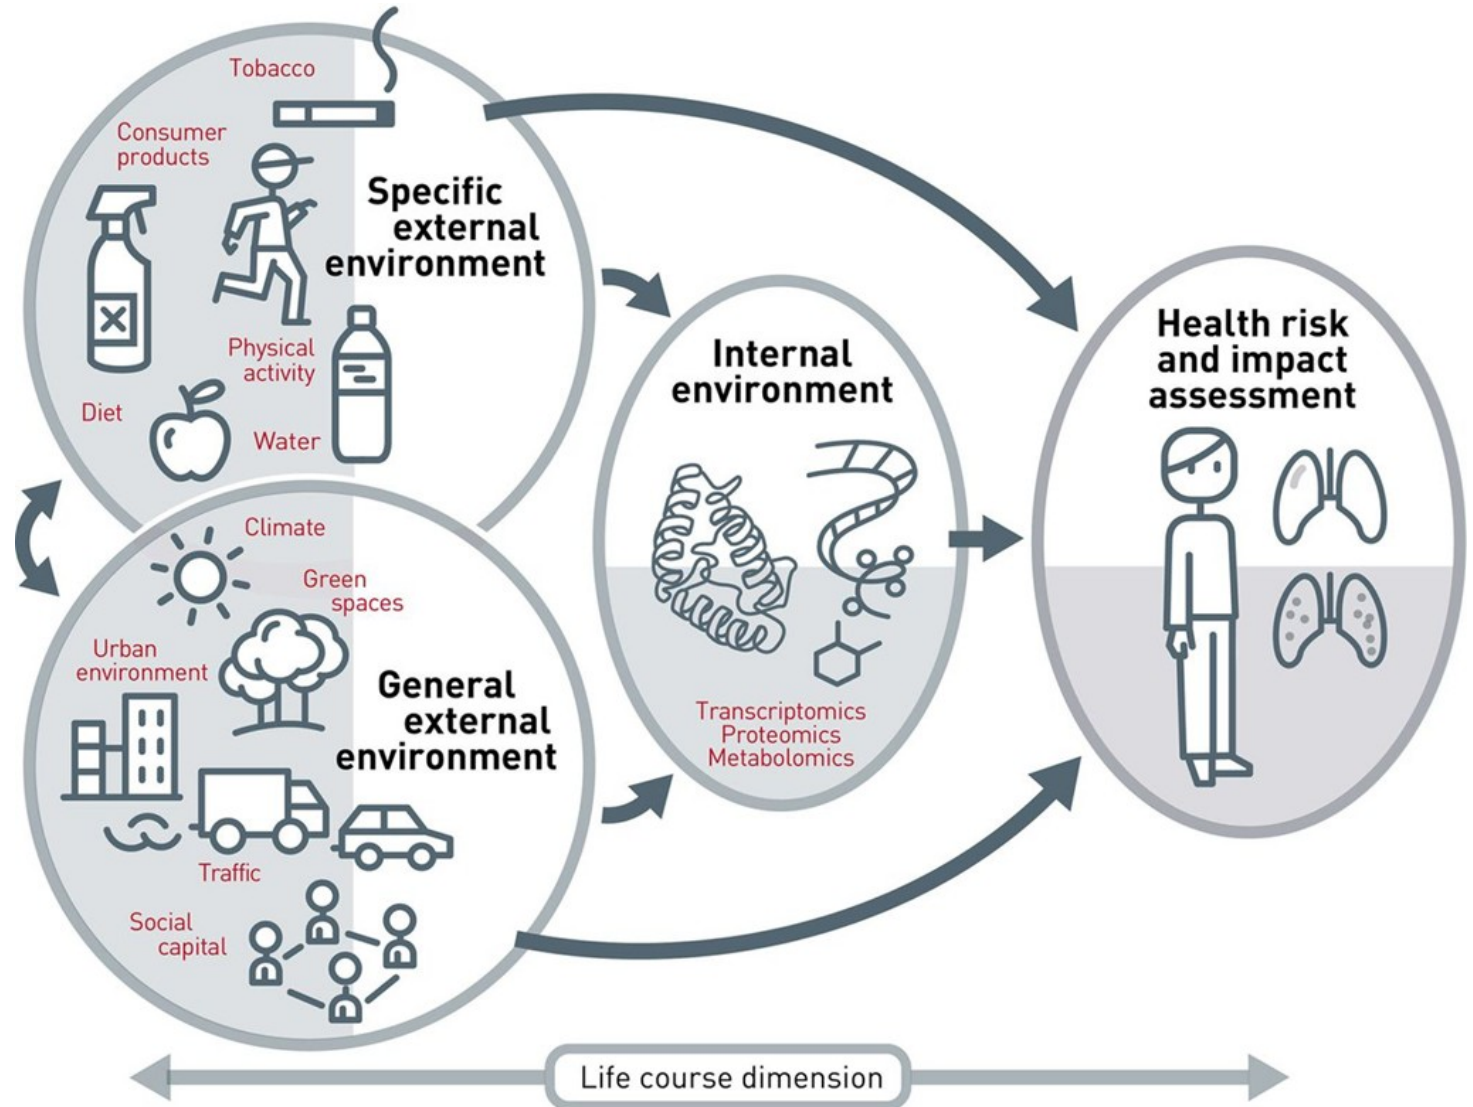 Tobacco
Consumer
products
Specific
external
environment
Physical
activity
Diet
Water
Climate
Green
spaces
Urban
environment
General
external
environment
Traffic
Social
capital
Internal
environment
Transcriptomics
Proteomics
Metabolomics
Health risk
and impact
assessment
Life course dimension